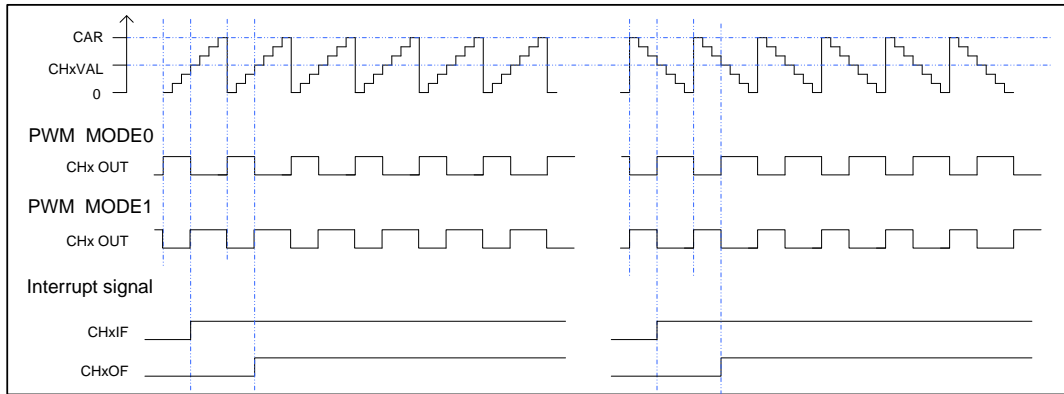 CAR
CHxVAL
0
PWM MODE0
CHx OUT
PWM MODE1
CHx OUT
Interrupt signal
CHxIF
CHxOF